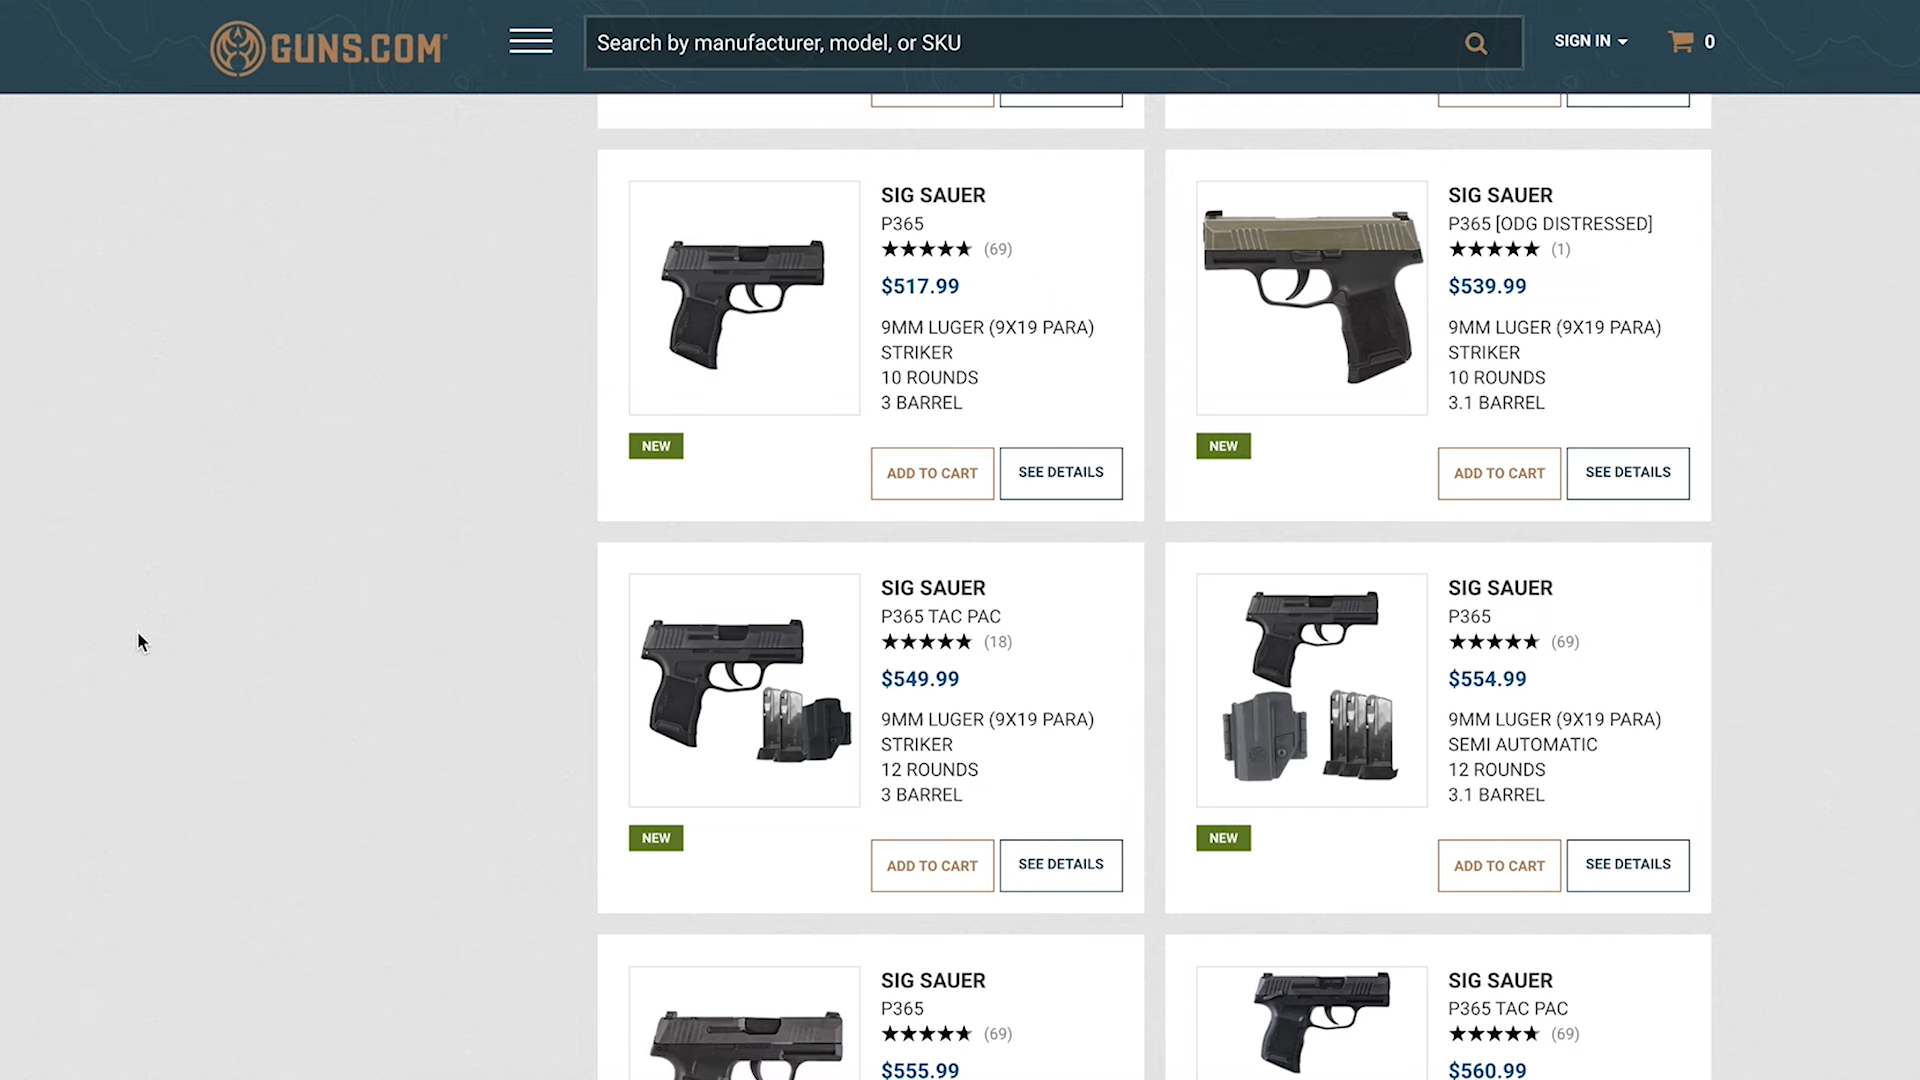 GUNS.COM
Search by manufacturer, model, or SKU
SIGN IN
0
SIG SAUER
P365
(69)
$517.99
9MM LUGER (9X19 PARA)
STRIKER
10 ROUNDS
3 BARREL
NEW
ADD TO CART
SEE DETAILS
SIG SAUER
P365 [ODG DISTRESSED]
(1)
$539.99
9MM LUGER (9X19 PARA)
STRIKER
10 ROUNDS
3.1 BARREL
NEW
ADD TO CART
SEE DETAILS
SIG SAUER
P365 TAC PAC
(18)
$549.99
9MM LUGER (9X19 PARA)
STRIKER
12 ROUNDS
3 BARREL
NEW
ADD TO CART
SEE DETAILS
SIG SAUER
P365
(69)
$554.99
9MM LUGER (9X19 PARA)
SEMI AUTOMATIC
12 ROUNDS
3.1 BARREL
NEW
ADD TO CART
SEE DETAILS
SIG SAUER
P365
(69)
$555.99
SIG SAUER
P365 TAC PAC
(69)
$560.99